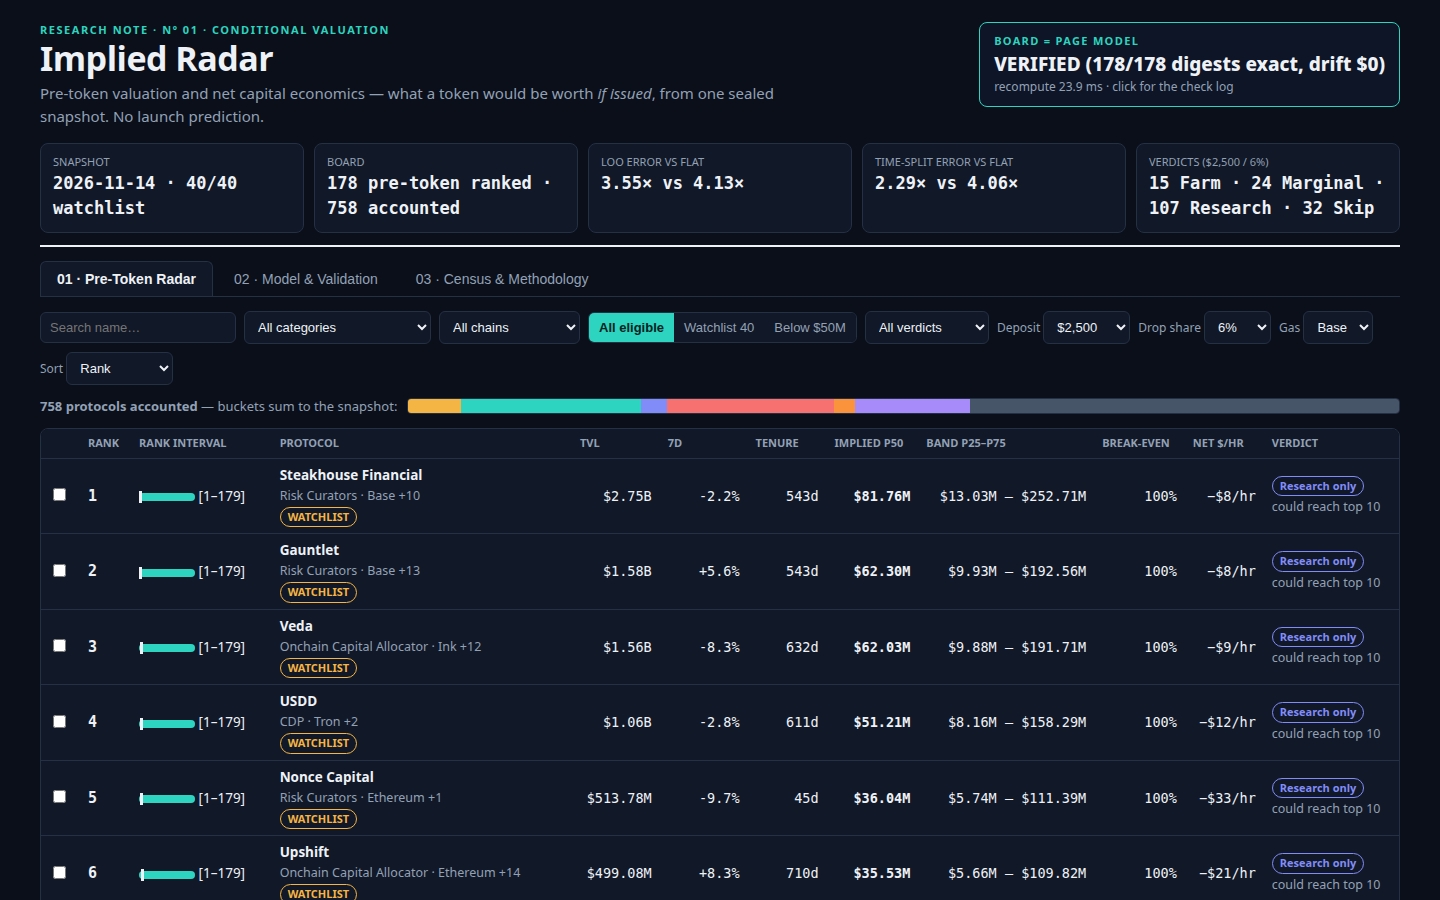 RESEARCH NOTE · Nº 01 · CONDITIONAL VALUATION
Implied Radar
Pre-token valuation and net capital economics — what a token would be worth if issued, from one sealed
snapshot. No launch prediction.
BOARD = PAGE MODEL
VERIFIED (178/178 digests exact, drift $0)
recompute 23.9 ms · click for the check log
SNAPSHOT
2026-11-14 · 40/40
watchlist
BOARD
178 pre-token ranked ·
758 accounted
LOO ERROR VS FLAT
3.55× vs 4.13×
TIME-SPLIT ERROR VS FLAT
2.29× vs 4.06×
VERDICTS ($2,500 / 6%)
15 Farm · 24 Marginal ·
107 Research · 32 Skip
01 · Pre-Token Radar 02 · Model & Validation 03 · Census & Methodology
Search name… All categories All chains All eligible Watchlist 40 Below $50M All verdicts Deposit $2,500 Drop share 6% Gas Base
Sort Rank
758 protocols accounted — buckets sum to the snapshot:
RANK RANK INTERVAL PROTOCOL TVL 7D TENURE IMPLIED P50 BAND P25–P75 BREAK-EVEN NET $/HR VERDICT
Steakhouse Financial
1 [1–179] Risk Curators · Base +10 $2.75B -2.2% 543d $81.76M $13.03M — $252.71M 100% −$8/hr Research only
WATCHLIST could reach top 10
Gauntlet
2 [1–179] Risk Curators · Base +13 $1.58B +5.6% 543d $62.30M $9.93M — $192.56M 100% −$8/hr Research only
WATCHLIST could reach top 10
Veda
3 [1–179] Onchain Capital Allocator · Ink +12 $1.56B -8.3% 632d $62.03M $9.88M — $191.71M 100% −$9/hr Research only
WATCHLIST could reach top 10
USDD
4 [1–179] CDP · Tron +2 $1.06B -2.8% 611d $51.21M $8.16M — $158.29M 100% −$12/hr Research only
WATCHLIST could reach top 10
Nonce Capital
5 [1–179] Risk Curators · Ethereum +1 $513.78M -9.7% 45d $36.04M $5.74M — $111.39M 100% −$33/hr Research only
WATCHLIST could reach top 10
Upshift
6 [1–179] Onchain Capital Allocator · Ethereum +14 $499.08M +8.3% 710d $35.53M $5.66M — $109.82M 100% −$21/hr Research only
WATCHLIST could reach top 10